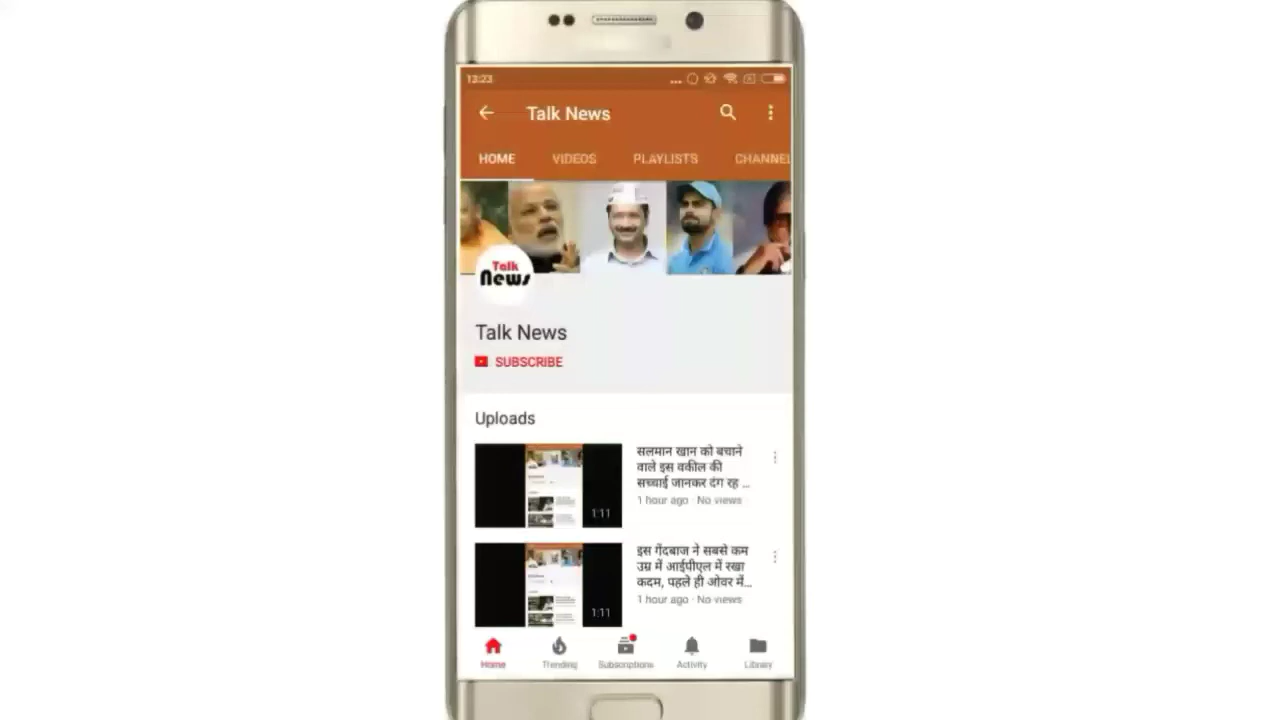 12:23
Talk News
HOME VIDEOS PLAYLISTS CHANNEL
Talk
News
Talk News
SUBSCRIBE
Uploads
सलमान खान को बचाने
वाले इस वकील की
सच्चाई जानकर दंग रह ...
1 hour ago · No views
1:11
इस गेंदबाज ने सबसे कम
उम्र में आईपीएल में रखा
कदम, पहले ही ओवर में...
1 hour ago · No views
1:11
Home Trending Subscriptions Activity Library